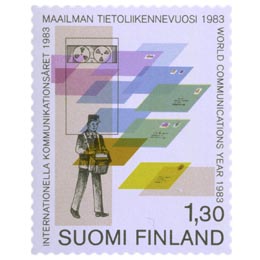 INTERNATIONELLA KOMMUNIKATIONSÅRET 1983
MAAILMAN TIETOLIIKENNEVUOSI 1983
WORLD COMMUNICATIONS YEAR 1983
1,30
SUOMI FINLAND